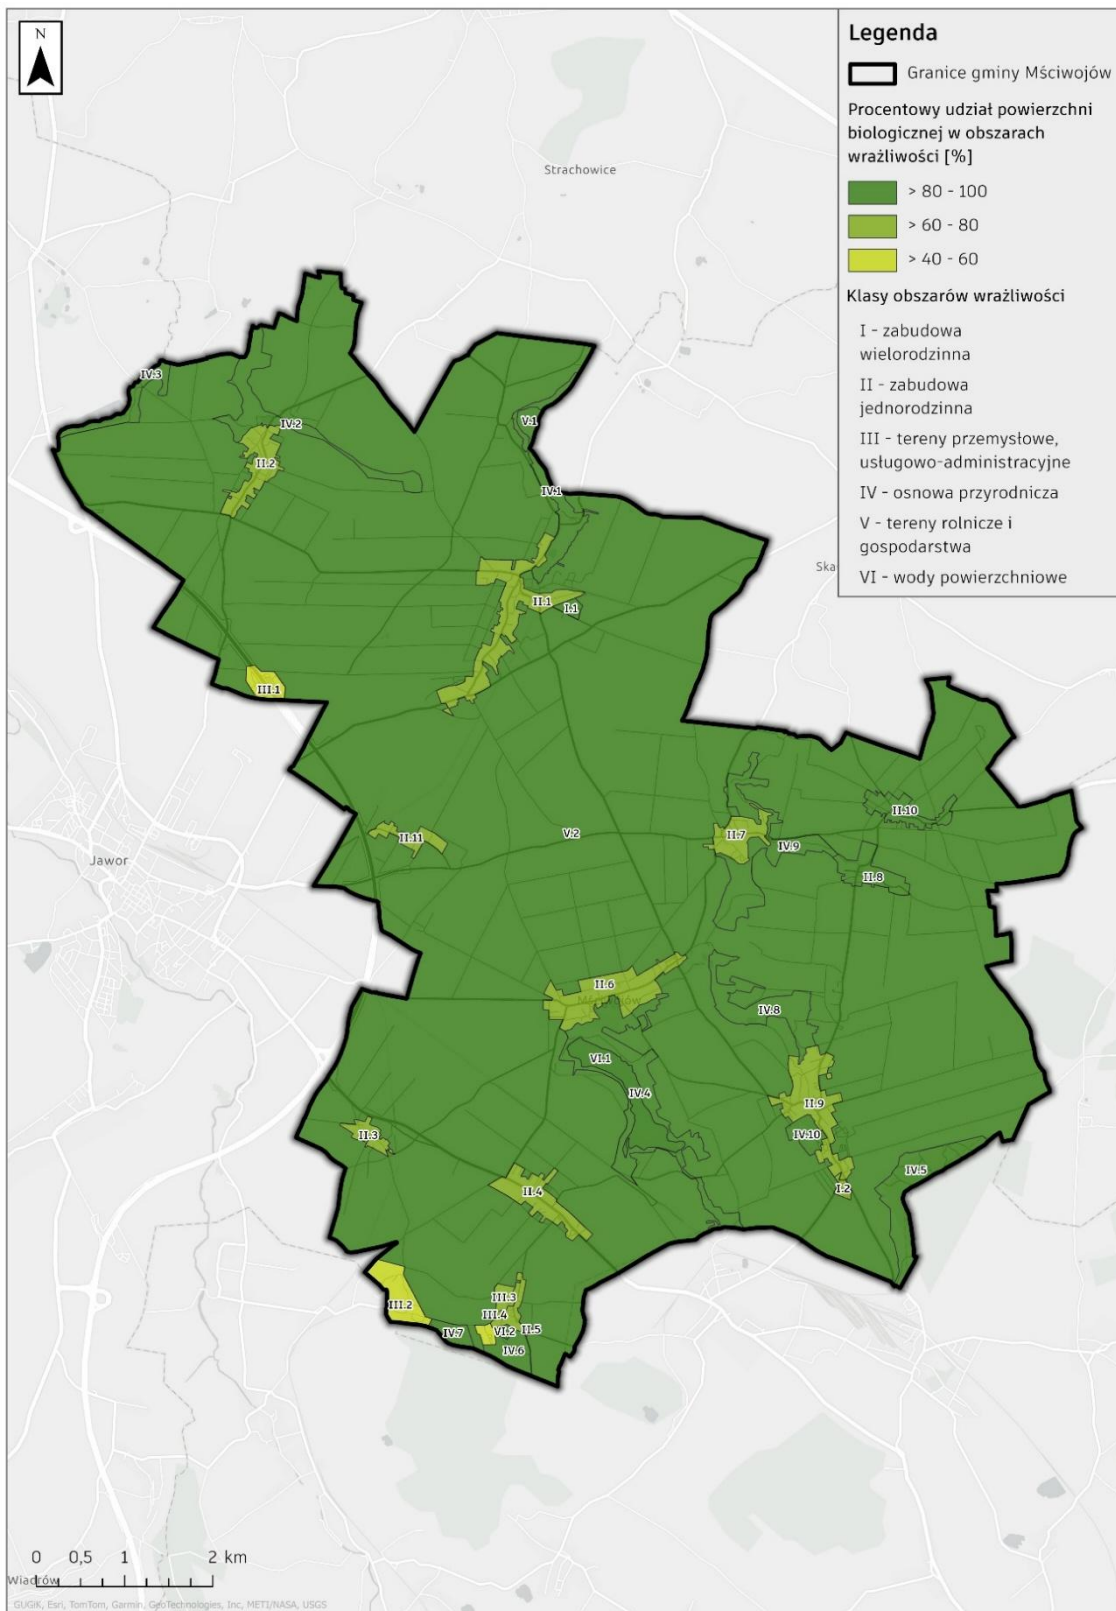 N
Legenda
Granice gminy Mściwojów
Procentowy udział powierzchni
biologicznej w obszarach
wrażliwości [%]
> 80 - 100
> 60 - 80
> 40 - 60
Klasy obszarów wrażliwości
I - zabudowa
wielorodzinna
II - zabudowa
jednorodzinna
III - tereny przemysłowe,
usługowo-administracyjne
IV - osnowa przyrodnicza
V - tereny rolnicze i
gospodarstwa
VI - wody powierzchniowe
Strachowice
IV.3
IV.2
V.1
II.2
IV.1
II.1
I.1
III.1
II.10
II.11
V.2
II.7
IV.9
Jawor
II.8
II.6
IV.8
VI.1
IV.4
II.9
II.3
IV.10
IV.5
II.4
I.2
III.2
III.3
III.4
IV.7
VI.2
II.5
IV.6
0 0,5 1 2 km
Wiadrów
GUGiK, Esri, TomTom, Garmin, GeoTechnologies, Inc, METI/NASA, USGS